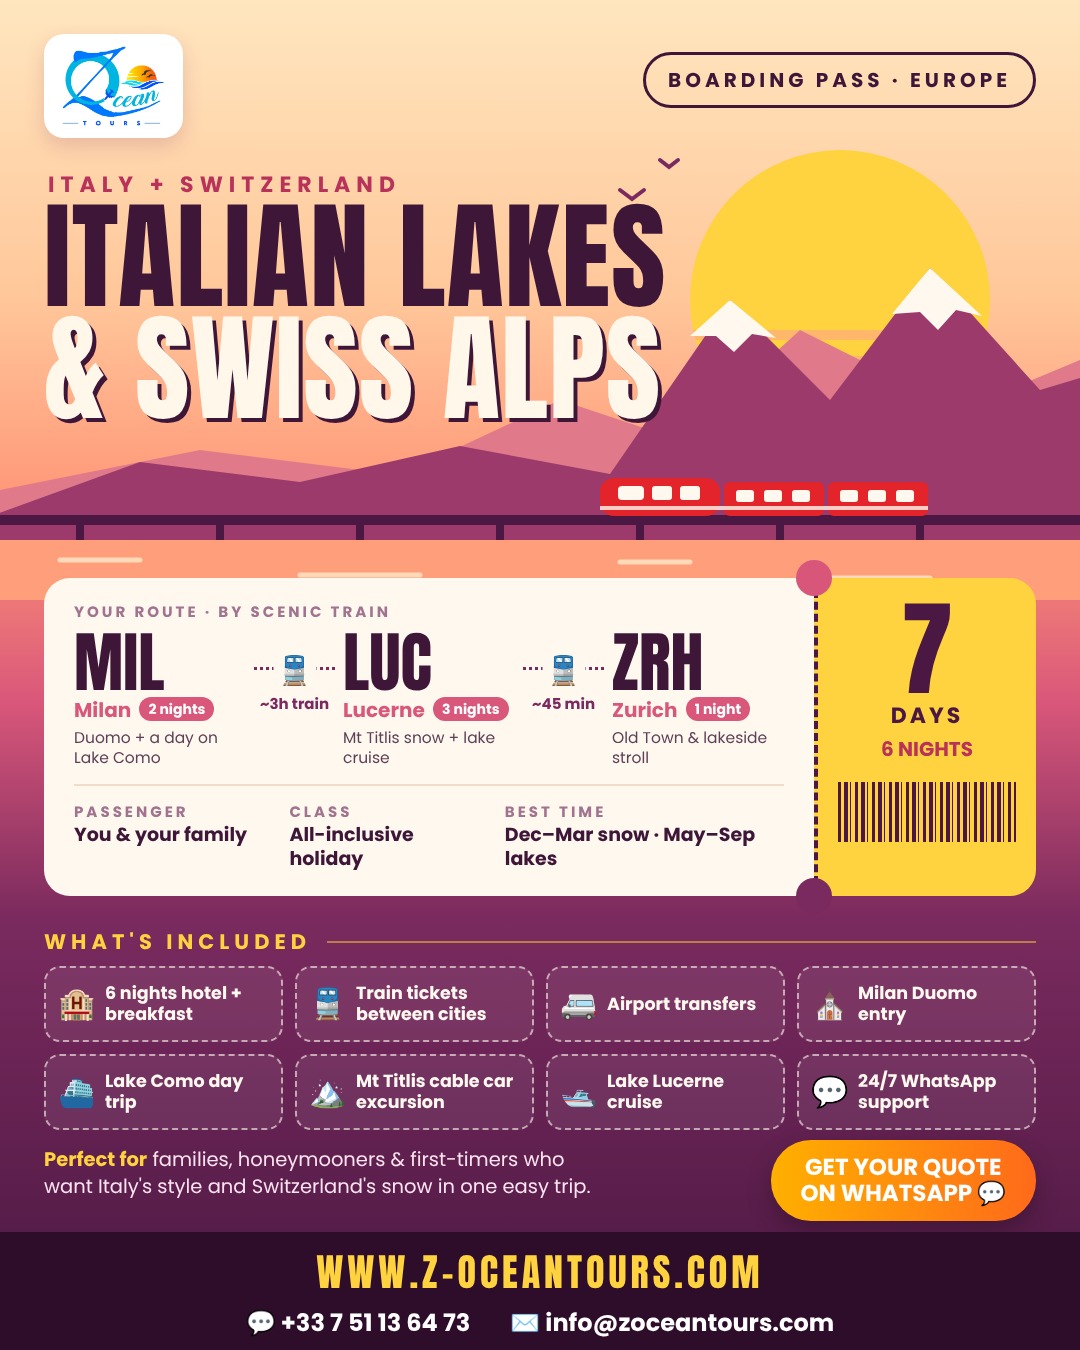 Zcean
TOURS
BOARDING PASS · EUROPE
ITALY + SWITZERLAND
ITALIAN LAKES
& SWISS ALPS
YOUR ROUTE · BY SCENIC TRAIN
MIL
Milan 2 nights
Duomo + a day on
Lake Como
~3h train
LUC
Lucerne 3 nights
Mt Titlis snow + lake
cruise
~45 min
ZRH
Zurich 1 night
Old Town & lakeside
stroll
7
DAYS
6 NIGHTS
PASSENGER
You & your family
CLASS
All-inclusive
holiday
BEST TIME
Dec–Mar snow · May–Sep
lakes
WHAT'S INCLUDED
6 nights hotel +
breakfast
Train tickets
between cities
Airport transfers
Milan Duomo
entry
Lake Como day
trip
Mt Titlis cable car
excursion
Lake Lucerne
cruise
24/7 WhatsApp
support
Perfect for families, honeymooners & first-timers who
want Italy's style and Switzerland's snow in one easy trip.
GET YOUR QUOTE
ON WHATSAPP 💬
WWW.Z-OCEANTOURS.COM
💬 +33 7 51 13 64 73 ✉️ info@zoceantours.com